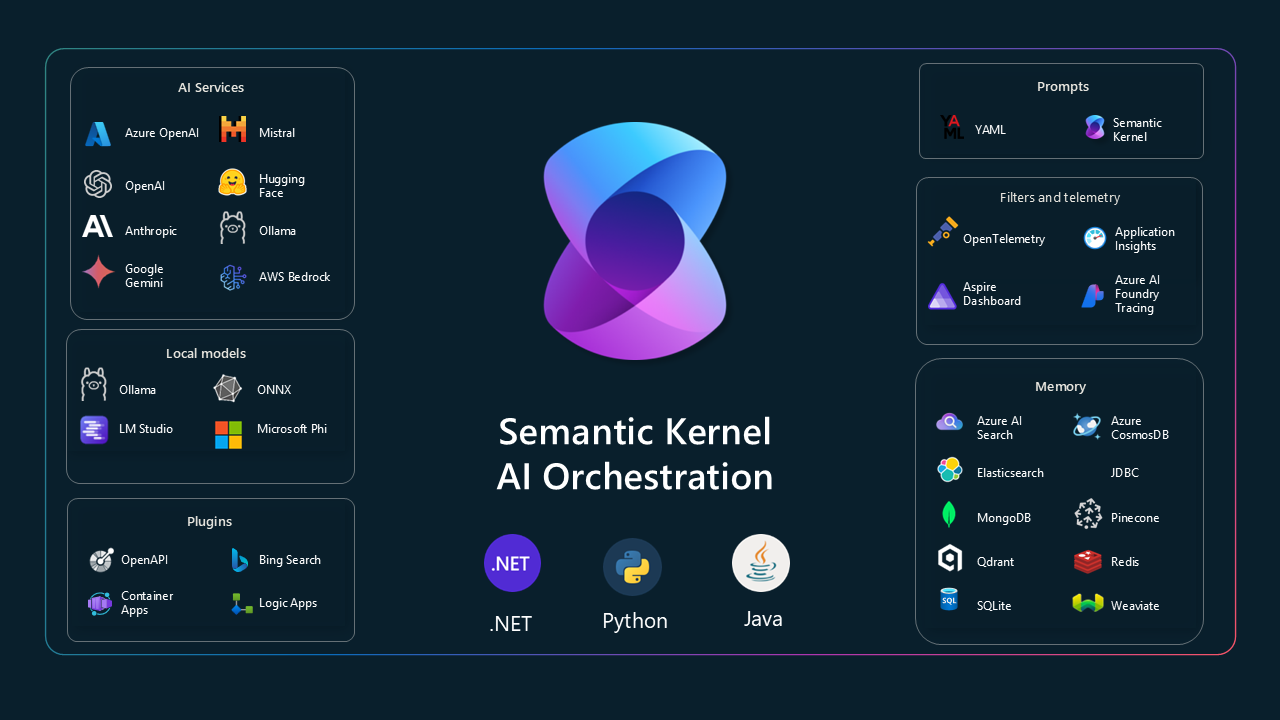 AI Services
Azure OpenAI
Mistral
OpenAI
Hugging
Face
Anthropic
Ollama
Google
Gemini
AWS Bedrock
Local models
Ollama
ONNX
LM Studio
Microsoft Phi
Plugins
OpenAPI
Bing Search
Container
Apps
Logic Apps
Semantic Kernel
AI Orchestration
.NET
.NET
Python
Java
Prompts
YA
ML
YAML
Semantic
Kernel
Filters and telemetry
OpenTelemetry
Application
Insights
Aspire
Dashboard
Azure AI
Foundry
Tracing
Memory
Azure AI
Search
Azure
CosmosDB
Elasticsearch
JDBC
MongoDB
Pinecone
Qdrant
Redis
SQL
SQLite
Weaviate